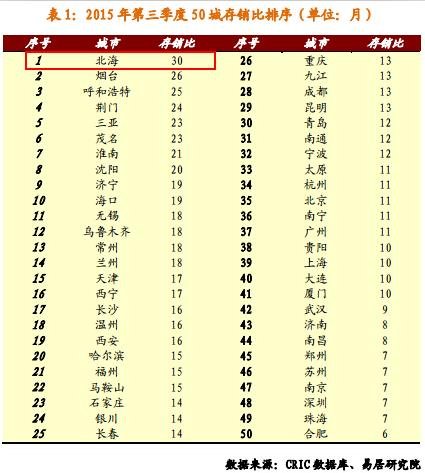 表1：2015年第三季度50城存销比排序（单位：月）
序号 城市 存销比 序号 城市 存销比
1 北海 30 26 重庆 13
2 烟台 26 27 九江 13
3 呼和浩特 25 28 成都 13
4 荆门 24 29 昆明 13
5 三亚 23 30 青岛 12
6 茂名 23 31 南通 12
7 淮南 21 32 宁波 12
8 沈阳 20 33 太原 11
9 济宁 19 34 杭州 11
10 海口 19 35 北京 11
11 无锡 18 36 南宁 11
12 乌鲁木齐 18 37 广州 11
13 常州 18 38 贵阳 10
14 兰州 18 39 上海 10
15 天津 17 40 大连 10
16 西宁 17 41 厦门 10
17 长沙 16 42 武汉 9
18 温州 16 43 济南 8
19 西安 16 44 南昌 8
20 哈尔滨 15 45 郑州 7
21 福州 15 46 苏州 7
22 马鞍山 15 47 南京 7
23 石家庄 14 48 深圳 7
24 银川 14 49 珠海 7
25 长春 14 50 合肥 6
数据来源：CRIC数据库、易居研究院